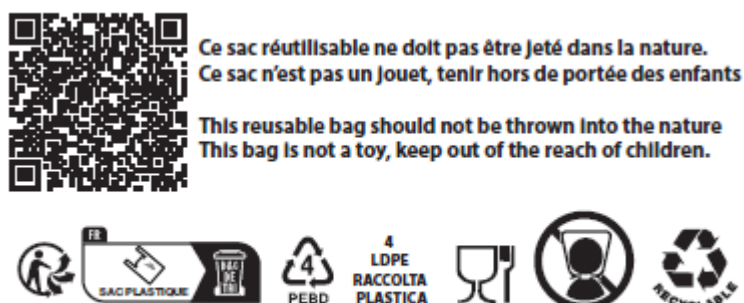 Ce sac réutilisable ne doit pas être jeté dans la nature.
Ce sac n'est pas un jouet, tenir hors de portée des enfants
This reusable bag should not be thrown into the nature
This bag is not a toy, keep out of the reach of children.
FR
SAC PLASTIQUE
BAC
DE
TRI
4
PEBD
4
LDPE
RACCOLTA
PLASTICA
RECYCLABLE